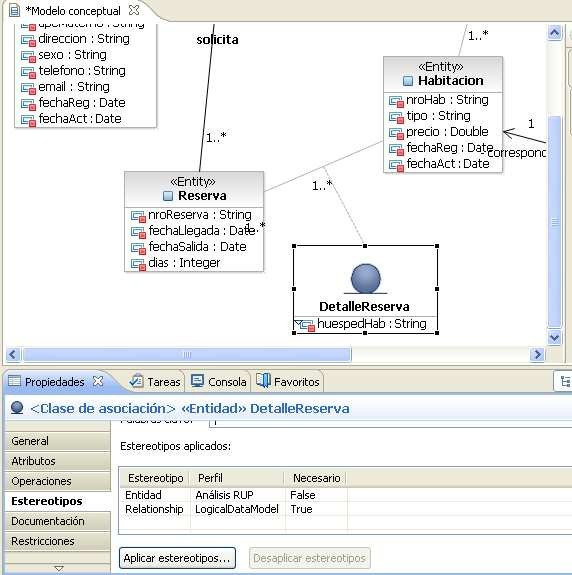 *Modelo conceptual
direccion : String
sexo : String
telefono : String
email : String
fechaReg : Date
fechaAct : Date
solicita
1..*
1..*
«Entity»
Habitacion
nroHab : String
tipo : String
precio : Double
fechaReg : Date
fechaAct : Date
1
1..*
«Entity»
Reserva
nroReserva : String
fechaLlegada : Date
fechaSalida : Date
dias : Integer
1..*
DetalleReserva
huespedHab : String
Propiedades
Tareas
Consola
Favoritos
<Clase de asociación> «Entidad» DetalleReserva
General
Atributos
Operaciones
Estereotipos
Documentación
Restricciones
Estereotipos aplicados:
Estereotipo Perfil Necesario
Entidad Análisis RUP False
Relationship LogicalDataModel True
Aplicar estereotipos... Desaplicar estereotipos